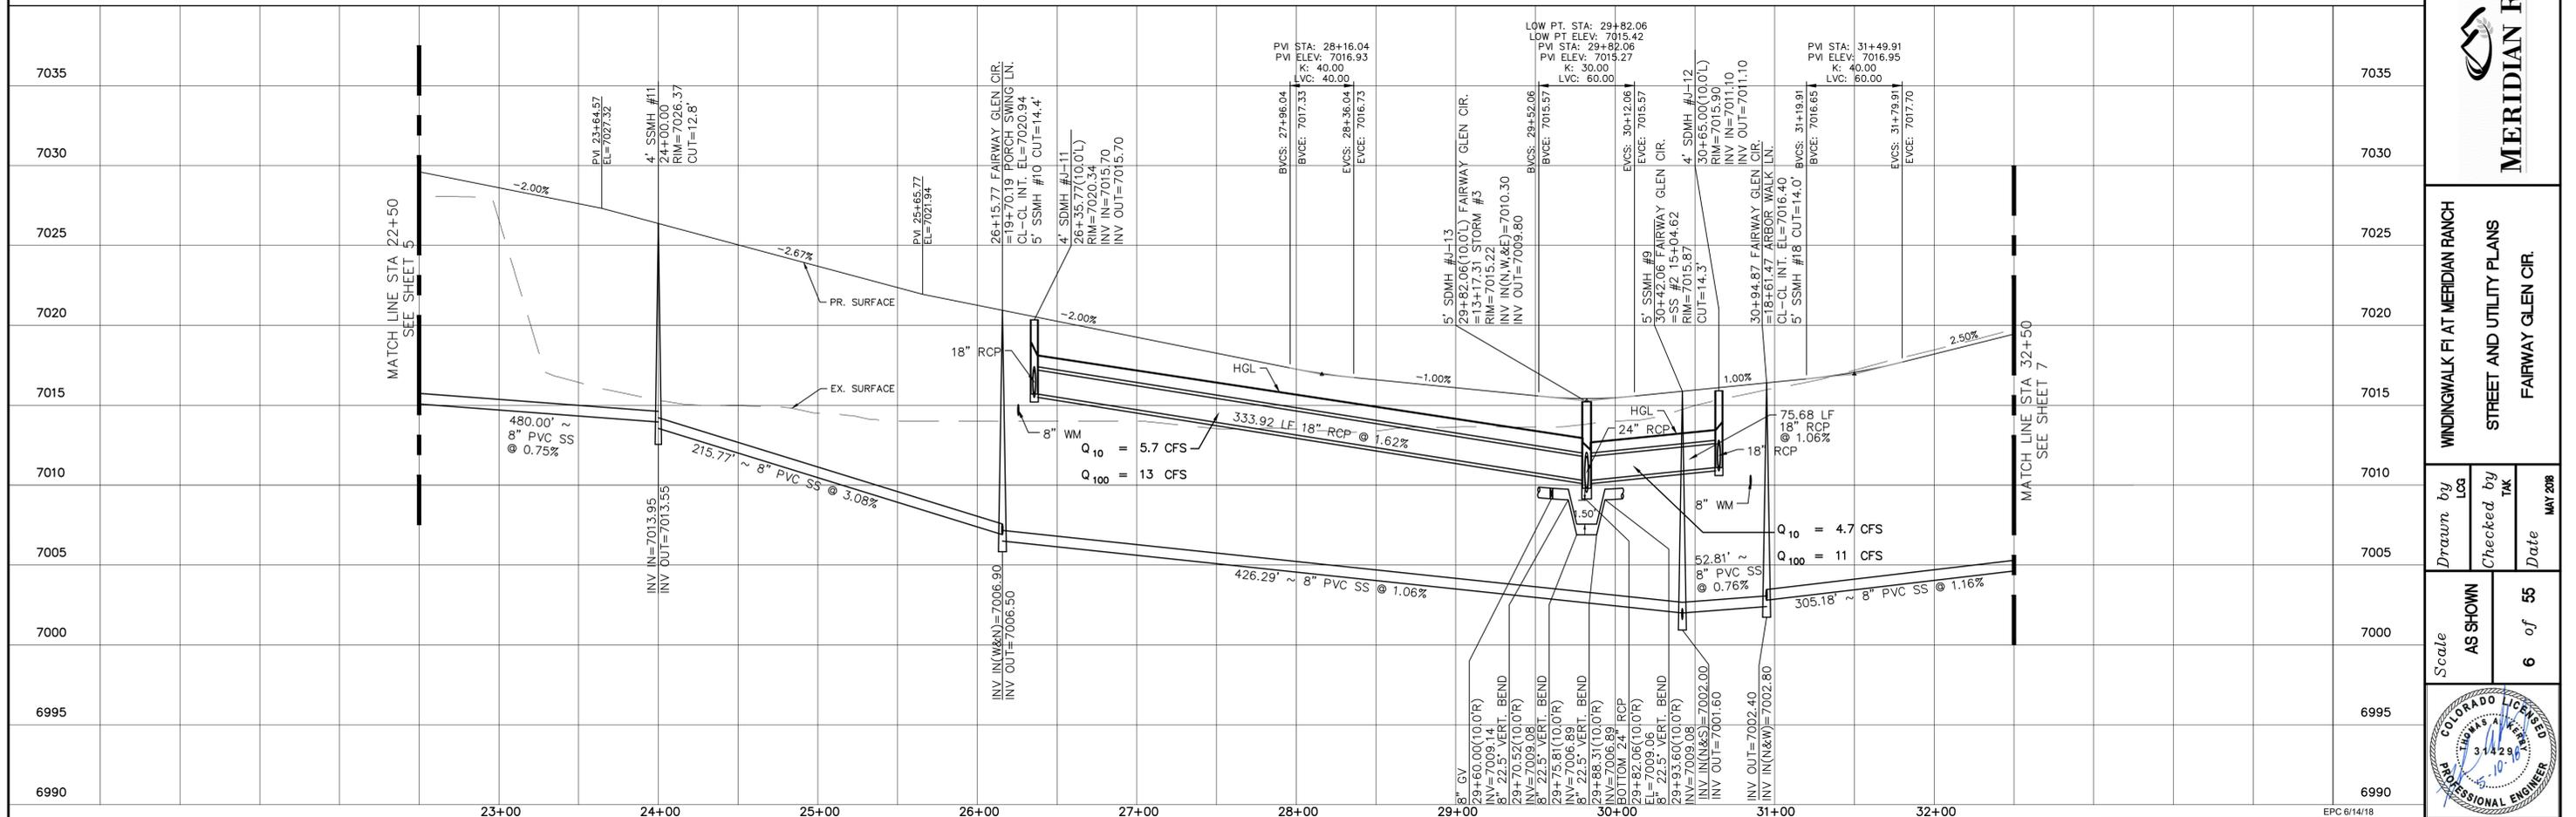 LOW PT. STA: 29+82.06
LOW PT ELEV: 7015.42
PVI STA: 28+16.04
PVI ELEV: 7016.93
K: 40.00
LVC: 40.00
PVI STA: 29+82.06
PVI ELEV: 7015.27
K: 30.00
LVC: 60.00
PVI STA: 31+49.91
PVI ELEV: 7016.95
K: 40.00
LVC: 60.00
7035
7030
7025
7020
7015
7010
7005
7000
6995
6990
MATCH LINE STA 22+50
SEE SHEET 5
PVI 23+64.57
EL=7027.32
4' SSMH #11
24+00.00
RIM=7026.37
CUT=12.8'
PVI 25+65.77
EL=7021.94
26+15.77 FAIRWAY GLEN CIR.
=19+70.19 PORCH SWING LN.
CL-CL INT. EL=7020.94
5' SSMH #10 CUT=14.4'
4' SDMH #J-11
26+35.77(10.0'L)
RIM=7020.34
INV IN=7015.70
INV OUT=7015.70
BVCS: 27+96.04
BVCE: 7017.33
EVCS: 28+36.04
EVCE: 7016.73
5' SDMH #J-13
29+82.06(10.0'L) FAIRWAY GLEN CIR.
=13+17.31 STORM #3
RIM=7015.22
INV IN(N,W,&E)=7010.30
INV OUT=7009.80
BVCS: 29+52.06
BVCE: 7015.57
EVCS: 30+12.06
EVCE: 7015.57
5' SSMH #9
30+42.06 FAIRWAY GLEN CIR.
=SS #2 15+04.62
RIM=7015.87
CUT=14.3'
4' SDMH #J-12
30+65.00(10.0'L)
RIM=7015.90
INV IN=7011.10
INV OUT=7011.10
30+94.87 FAIRWAY GLEN CIR.
=18+61.47 ARBOR WALK LN.
CL-CL INT. EL=7016.40
5' SSMH #18 CUT=14.0'
BVCS: 31+19.91
BVCE: 7016.65
EVCS: 31+79.91
EVCE: 7017.70
-2.00%
-2.67%
PR. SURFACE
-2.00%
-1.00%
1.00%
2.50%
EX. SURFACE
18" RCP
8" WM
HGL
333.92 LF 18" RCP @ 1.62%
Q10 = 5.7 CFS
Q100 = 13 CFS
HGL
24" RCP
75.68 LF
18" RCP
@ 1.06%
18" RCP
8" WM
Q10 = 4.7 CFS
Q100 = 11 CFS
1.50'
480.00' ~
8" PVC SS
@ 0.75%
215.77' ~ 8" PVC SS @ 3.08%
426.29' ~ 8" PVC SS @ 1.06%
52.81' ~
8" PVC SS
@ 0.76%
305.18' ~ 8" PVC SS @ 1.16%
INV IN=7013.95
INV OUT=7013.55
INV IN(W&N)=7006.90
INV OUT=7006.50
8" GV
29+60.00(10.0'R)
INV=7009.14
8" 22.5° VERT. BEND
29+70.52(10.0'R)
INV=7009.08
8" 22.5° VERT. BEND
29+75.81(10.0'R)
INV=7006.89
8" 22.5° VERT. BEND
29+88.31(10.0'R)
INV=7006.89
BOTTOM 24" RCP
29+82.06(10.0'R)
EL=7009.06
8" 22.5° VERT. BEND
29+93.60(10.0'R)
INV=7009.08
INV IN(N&S)=7002.00
INV OUT=7001.60
INV OUT=7002.40
INV IN(N&W)=7002.80
MATCH LINE STA 32+50
SEE SHEET 7
7035
7030
7025
7020
7015
7010
7005
7000
6995
6990
23+00
24+00
25+00
26+00
27+00
28+00
29+00
30+00
31+00
32+00
EPC 6/14/18
MERIDIAN
WINDINGWALK F1 AT MERIDIAN RANCH
STREET AND UTILITY PLANS
FAIRWAY GLEN CIR.
Drawn by
LCG
Checked by
TAK
Date
MAY 2018
Scale
AS SHOWN
6 of 55
COLORADO LICENSED
THOMAS A. KERBY
31429
5-10-18
PROFESSIONAL ENGINEER